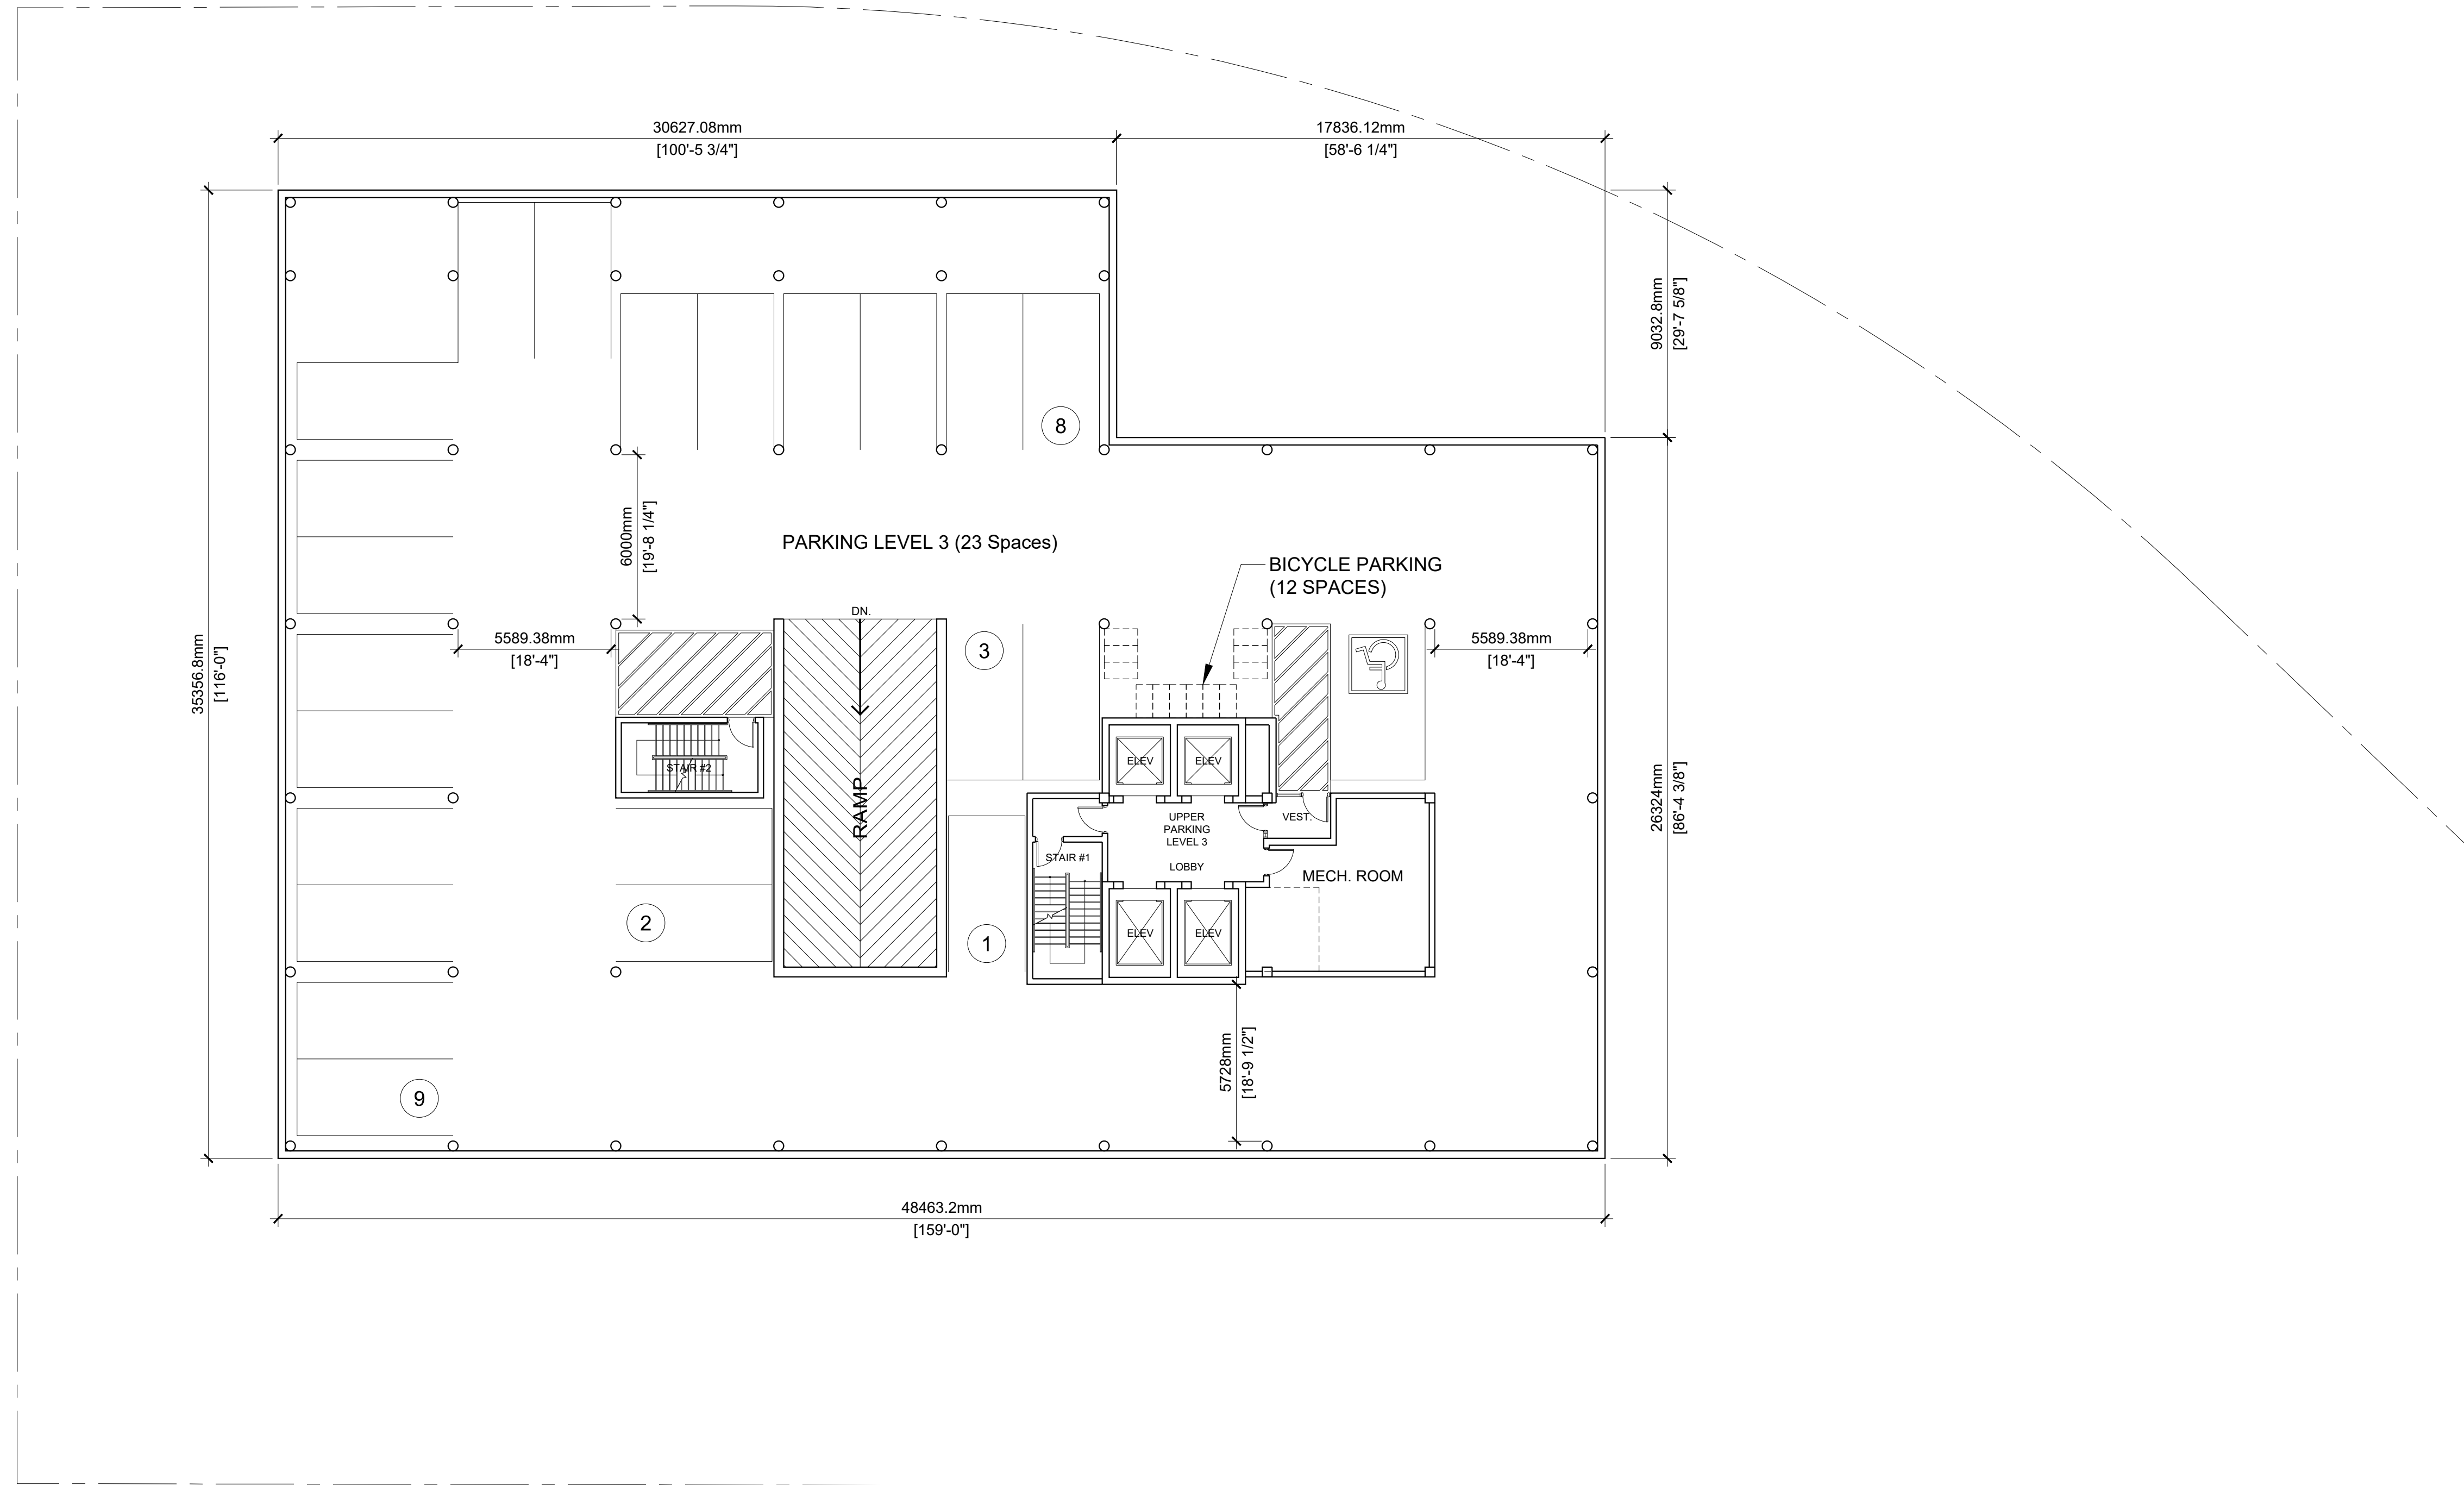 30627.08mm
[100'-5 3/4"]
17836.12mm
[58'-6 1/4"]
9032.8mm
[29'-7 5/8"]
8
6000mm
[19'-8 1/4"]
PARKING LEVEL 3 (23 Spaces)
BICYCLE PARKING
(12 SPACES)
DN.
35356.8mm
[116'-0"]
5589.38mm
[18'-4"]
3
5589.38mm
[18'-4"]
STAIR #2
RAMP
ELEV
ELEV
26324mm
[86'-4 3/8"]
UPPER
PARKING
LEVEL 3
LOBBY
VEST.
STAIR #1
MECH. ROOM
2
1
ELEV
ELEV
5728mm
[18'-9 1/2"]
9
48463.2mm
[159'-0"]